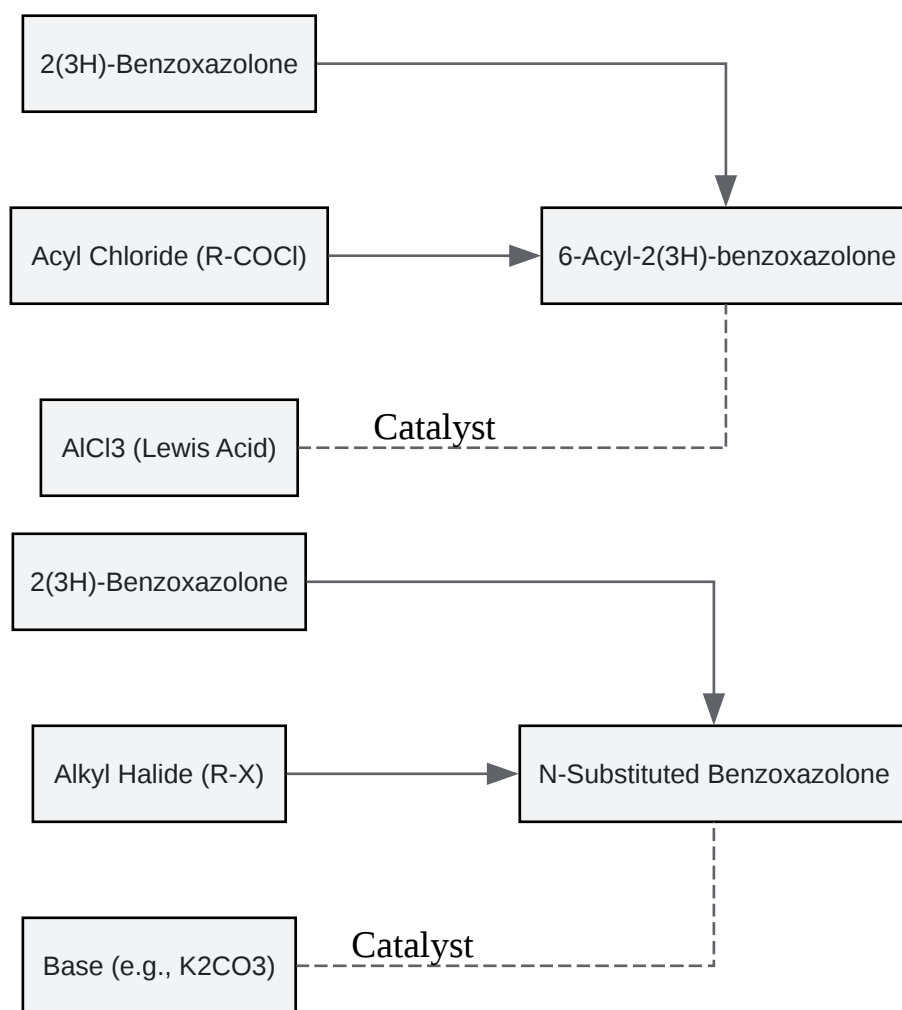 2(3H)-Benzoxazolone
Acyl Chloride (R-COCl)
6-Acyl-2(3H)-benzoxazolone
AlCl3 (Lewis Acid)
Catalyst
2(3H)-Benzoxazolone
Alkyl Halide (R-X)
N-Substituted Benzoxazolone
Base (e.g., K2CO3)
Catalyst